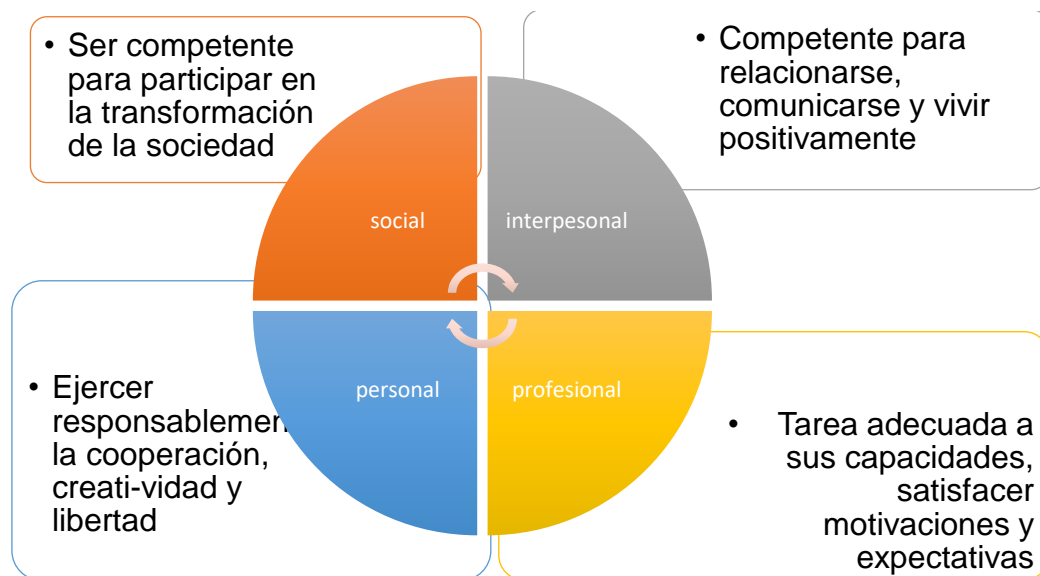 • Ser competente
para participar en
la transformación
de la sociedad
• Competente para
relacionarse,
comunicarse y vivir
positivamente
social
interpesonal
personal
profesional
• Ejercer
responsablemen
la cooperación,
creati-vidad y
libertad
• Tarea adecuada a
sus capacidades,
satisfacer
motivaciones y
expectativas